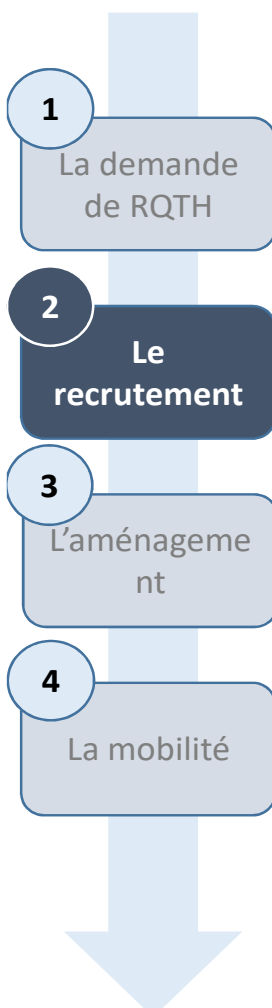 1
La demande
de RQTH
2
Le
recrutement
3
L’aménageme
nt
4
La mobilité